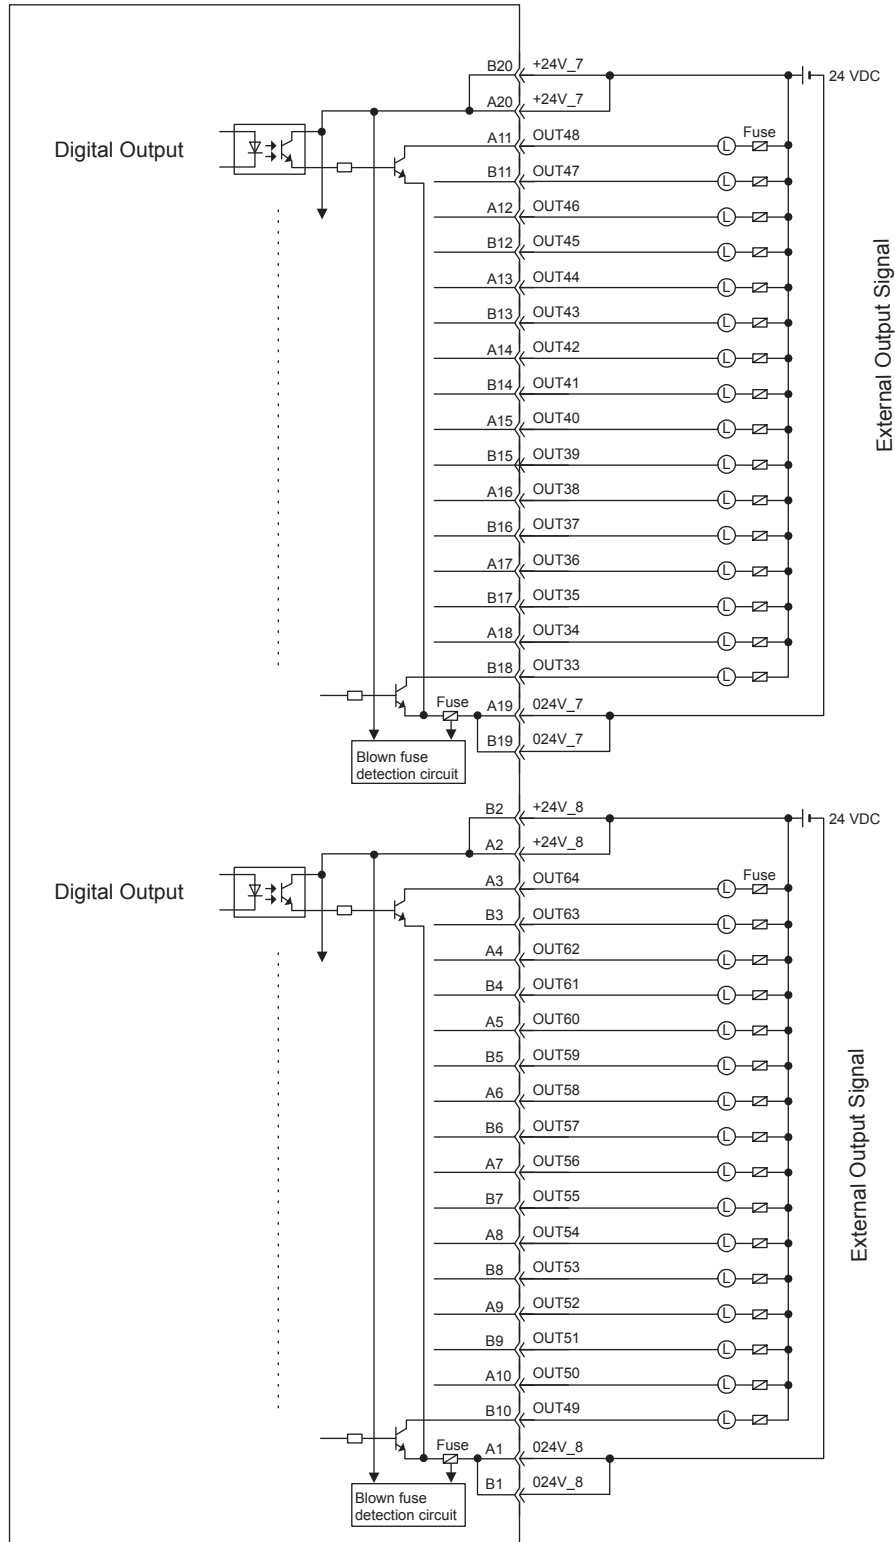 B20 +24V_7
24 VDC
A20 +24V_7
Digital Output
A11 OUT48 L Fuse
B11 OUT47 L
A12 OUT46 L
B12 OUT45 L
A13 OUT44 L
B13 OUT43 L
A14 OUT42 L
B14 OUT41 L
A15 OUT40 L
B15 OUT39 L
A16 OUT38 L
B16 OUT37 L
A17 OUT36 L
B17 OUT35 L
A18 OUT34 L
B18 OUT33 L
External Output Signal
Fuse A19 024V_7
B19 024V_7
Blown fuse
detection circuit
B2 +24V_8
24 VDC
A2 +24V_8
Digital Output
A3 OUT64 L Fuse
B3 OUT63 L
A4 OUT62 L
B4 OUT61 L
A5 OUT60 L
B5 OUT59 L
A6 OUT58 L
B6 OUT57 L
A7 OUT56 L
B7 OUT55 L
A8 OUT54 L
B8 OUT53 L
A9 OUT52 L
B9 OUT51 L
A10 OUT50 L
B10 OUT49 L
External Output Signal
Fuse A1 024V_8
B1 024V_8
Blown fuse
detection circuit